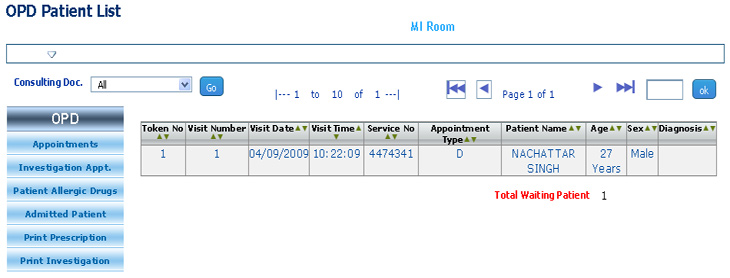 OPD Patient List
MI Room
Consulting Doc. All Go |--- 1 to 10 of 1 ---| Page 1 of 1 ok
OPD
Appointments
Investigation Appt.
Patient Allergic Drugs
Admitted Patient
Print Prescription
Print Investigation
Token No Visit Number Visit Date Visit Time Service No Appointment Type Patient Name Age Sex Diagnosis
1 1 04/09/2009 10:22:09 4474341 D NACHATTAR SINGH 27 Years Male
Total Waiting Patient 1